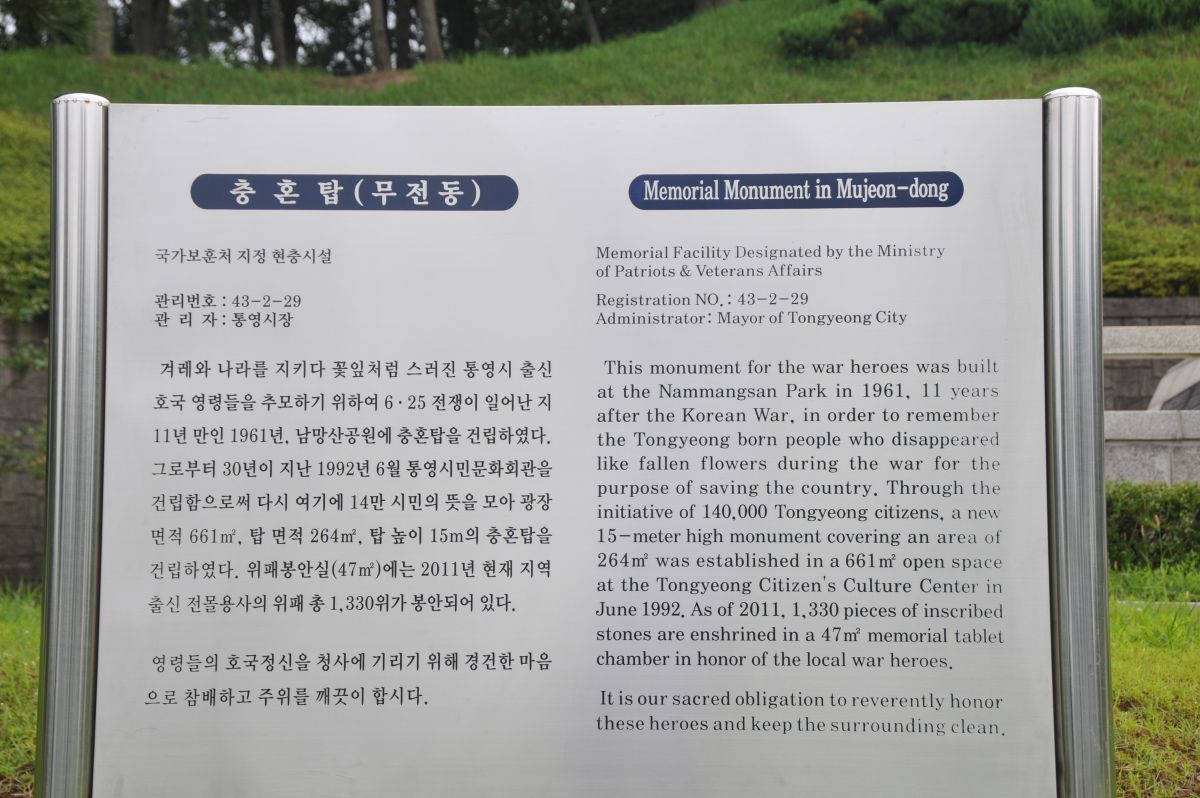 충 혼 탑 (무전동)
국가보훈처 지정 현충시설
관리번호 : 43-2-29
관 리 자 : 통영시장
겨레와 나라를 지키다 꽃잎처럼 스러진 통영시 출신
호국 영령들을 추모하기 위하여 6·25 전쟁이 일어난 지
11년 만인 1961년, 남망산공원에 충혼탑을 건립하였다.
그로부터 30년이 지난 1992년 6월 통영시민문화회관을
건립함으로써 다시 여기에 14만 시민의 뜻을 모아 광장
면적 661㎡, 탑 면적 264㎡, 탑 높이 15m의 충혼탑을
건립하였다. 위패봉안실(47㎡)에는 2011년 현재 지역
출신 전몰용사의 위패 총 1,330위가 봉안되어 있다.
영령들의 호국정신을 청사에 기리기 위해 경건한 마음
으로 참배하고 주위를 깨끗이 합시다.
Memorial Monument in Mujeon-dong
Memorial Facility Designated by the Ministry
of Patriots & Veterans Affairs
Registration NO. : 43-2-29
Administrator: Mayor of Tongyeong City
This monument for the war heroes was built
at the Nammangsan Park in 1961, 11 years
after the Korean War, in order to remember
the Tongyeong born people who disappeared
like fallen flowers during the war for the
purpose of saving the country. Through the
initiative of 140,000 Tongyeong citizens, a new
15-meter high monument covering an area of
264㎡ was established in a 661㎡ open space
at the Tongyeong Citizen's Culture Center in
June 1992. As of 2011, 1,330 pieces of inscribed
stones are enshrined in a 47㎡ memorial tablet
chamber in honor of the local war heroes.
It is our sacred obligation to reverently honor
these heroes and keep the surrounding clean.